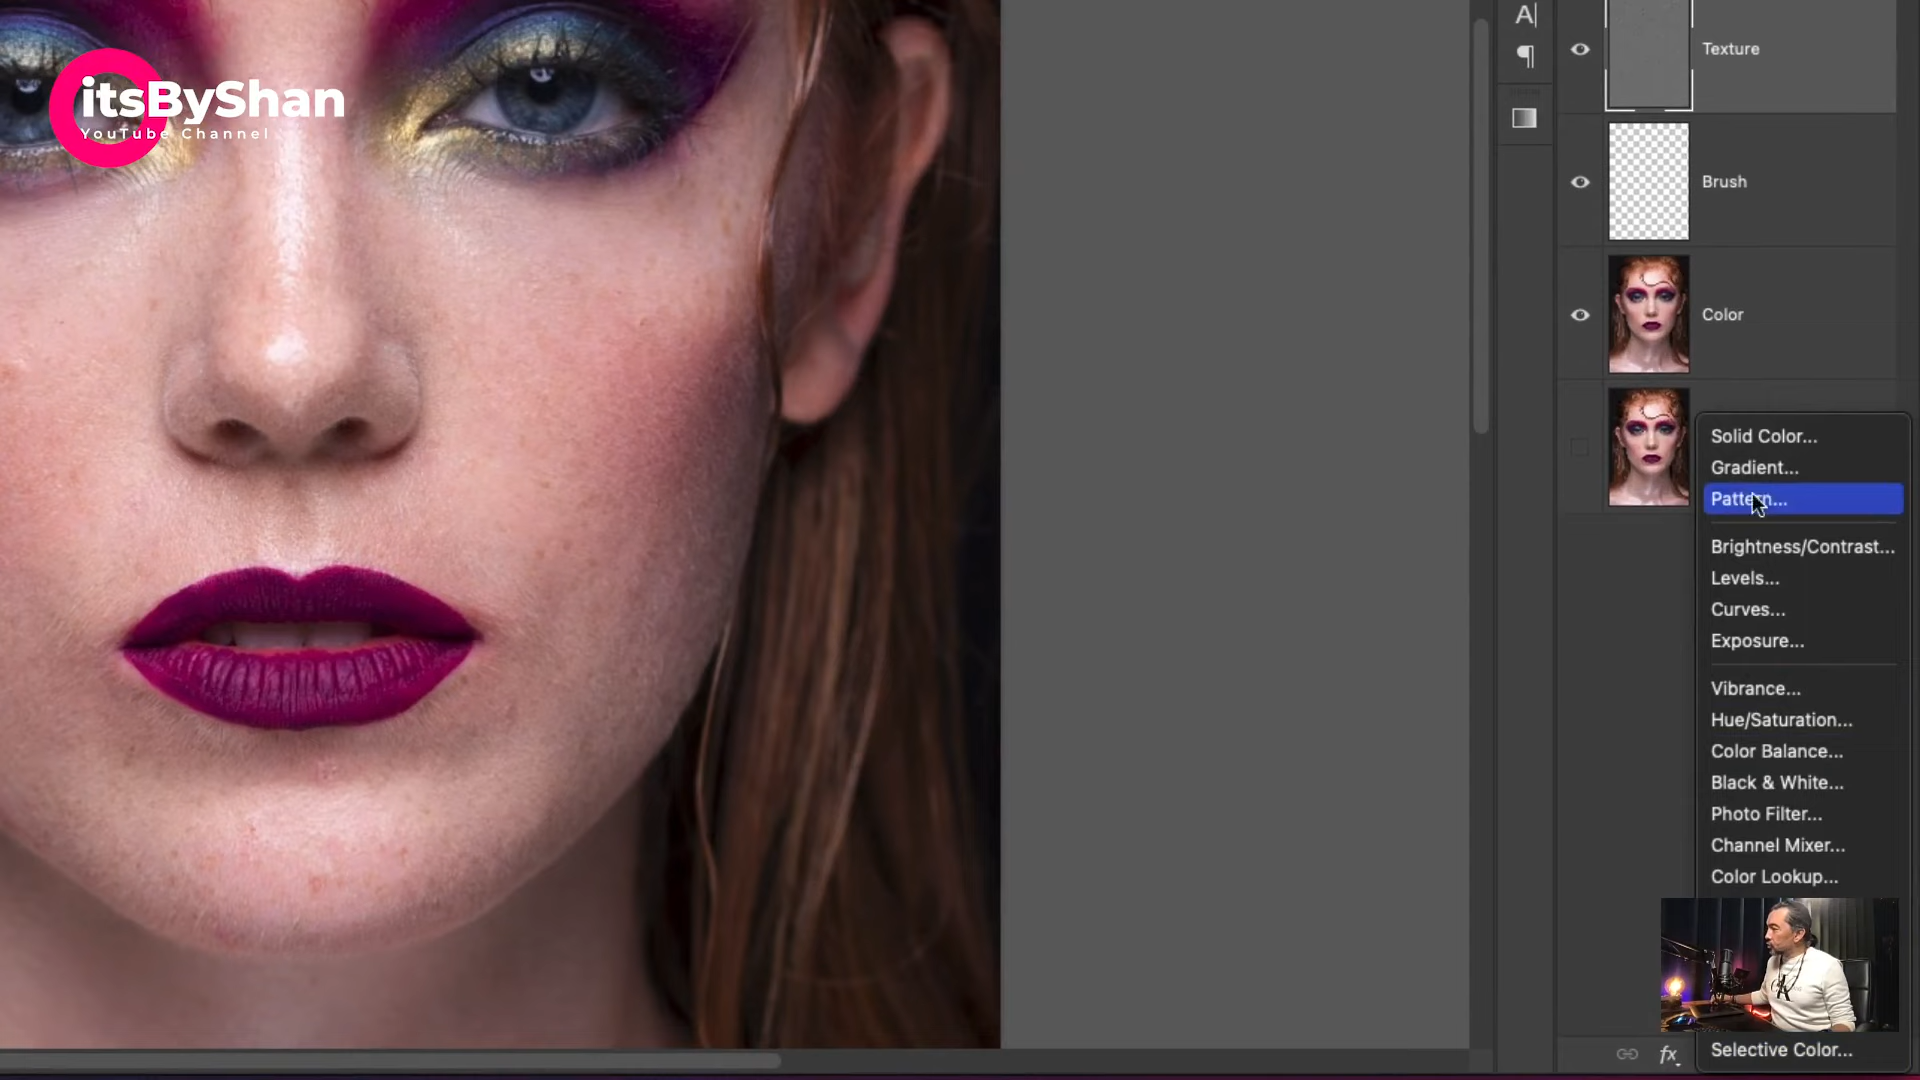 itsByShan
YouTube Channel
A
¶
Texture
Brush
Color
Solid Color...
Gradient...
Pattern...
Brightness/Contrast...
Levels...
Curves...
Exposure...
Vibrance...
Hue/Saturation...
Color Balance...
Black & White...
Photo Filter...
Channel Mixer...
Color Lookup...
fx
Selective Color...